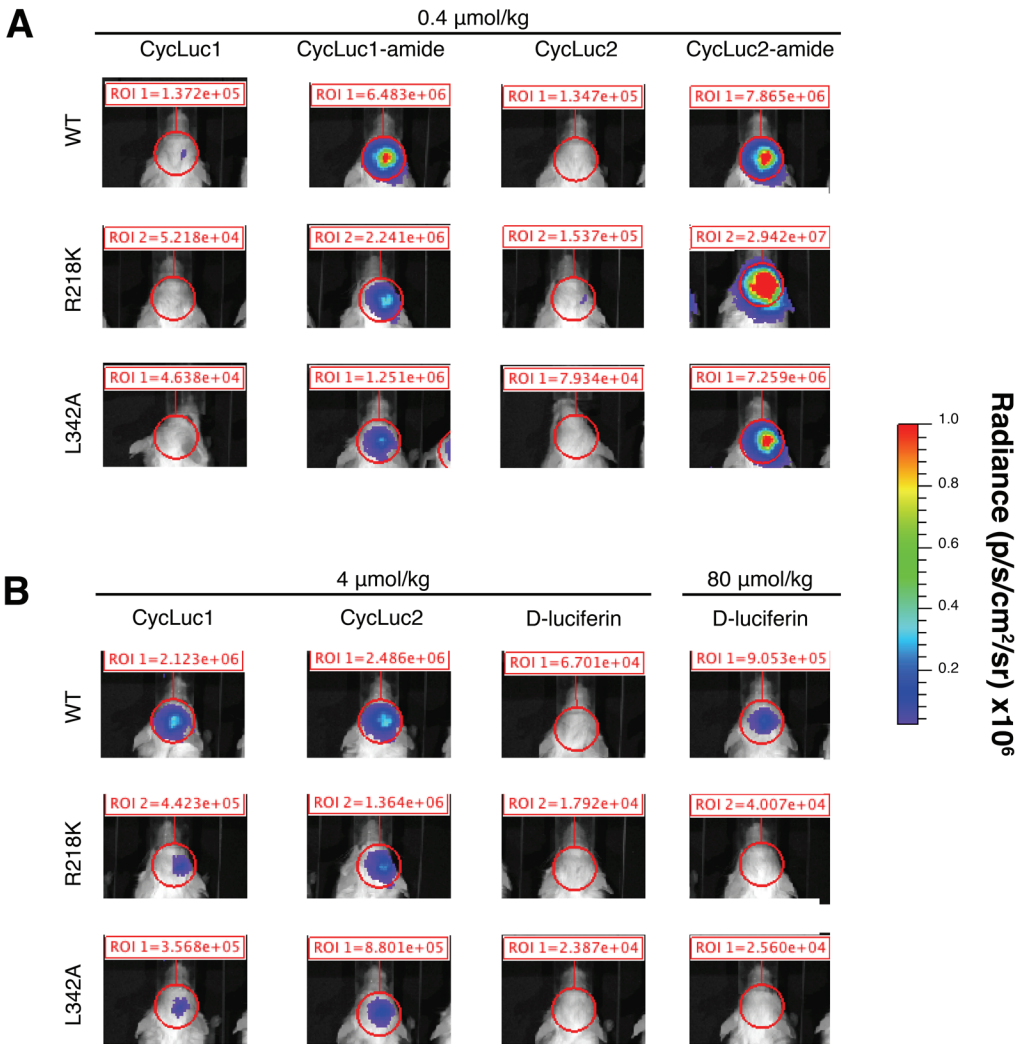 A
0.4 µmol/kg
CycLuc1 CycLuc1-amide CycLuc2 CycLuc2-amide
WT
ROI 1=1.372e+05 ROI 1=6.483e+06 ROI 1=1.347e+05 ROI 1=7.865e+06
R218K
ROI 2=5.218e+04 ROI 2=2.241e+06 ROI 2=1.537e+05 ROI 2=2.942e+07
L342A
ROI 1=4.638e+04 ROI 1=1.251e+06 ROI 1=7.934e+04 ROI 1=7.259e+06
B
4 µmol/kg 80 µmol/kg
CycLuc1 CycLuc2 D-luciferin D-luciferin
WT
ROI 1=2.123e+06 ROI 1=2.486e+06 ROI 1=6.701e+04 ROI 1=9.053e+05
R218K
ROI 2=4.423e+05 ROI 2=1.364e+06 ROI 2=1.792e+04 ROI 2=4.007e+04
L342A
ROI 1=3.568e+05 ROI 1=8.801e+05 ROI 1=2.387e+04 ROI 1=2.560e+04
1.0
0.8
0.6
0.4
0.2
Radiance (p/s/cm²/sr) x10⁶